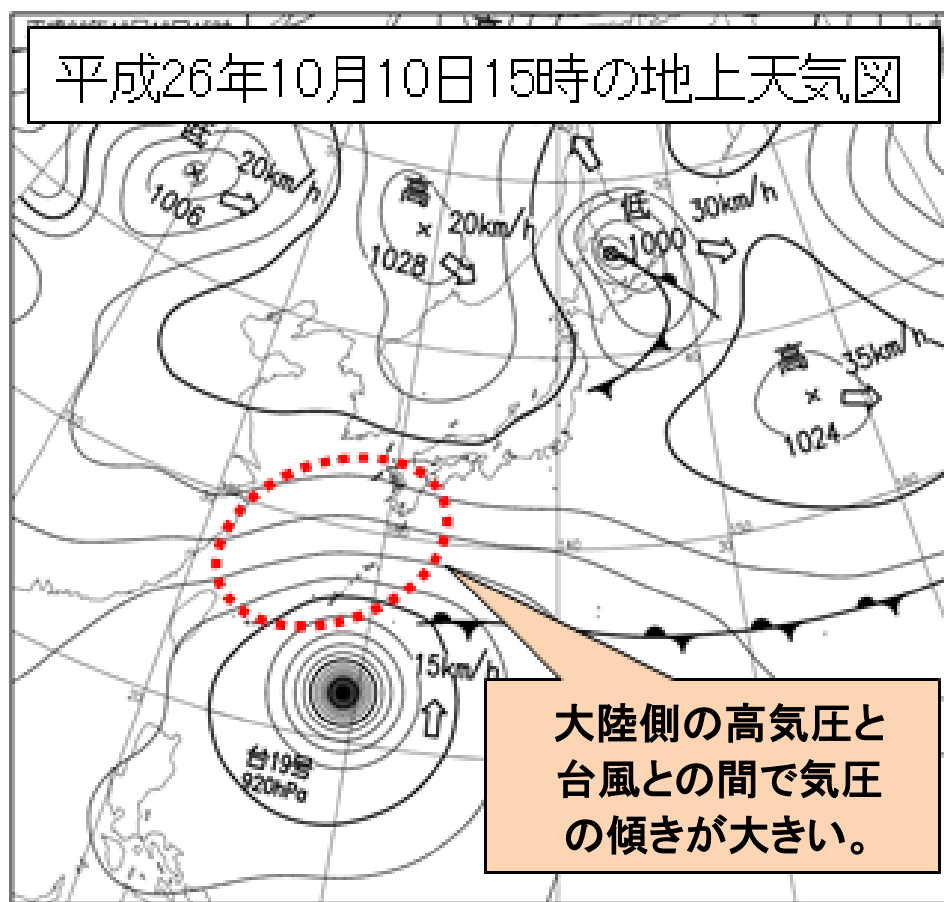 平成26年10月10日15時の地上天気図
高
低
20km/h
1006
高
20km/h
1028
低
30km/h
1000
高
35km/h
1024
15km/h
台19号
920hPa
大陸側の高気圧と
台風との間で気圧
の傾きが大きい。